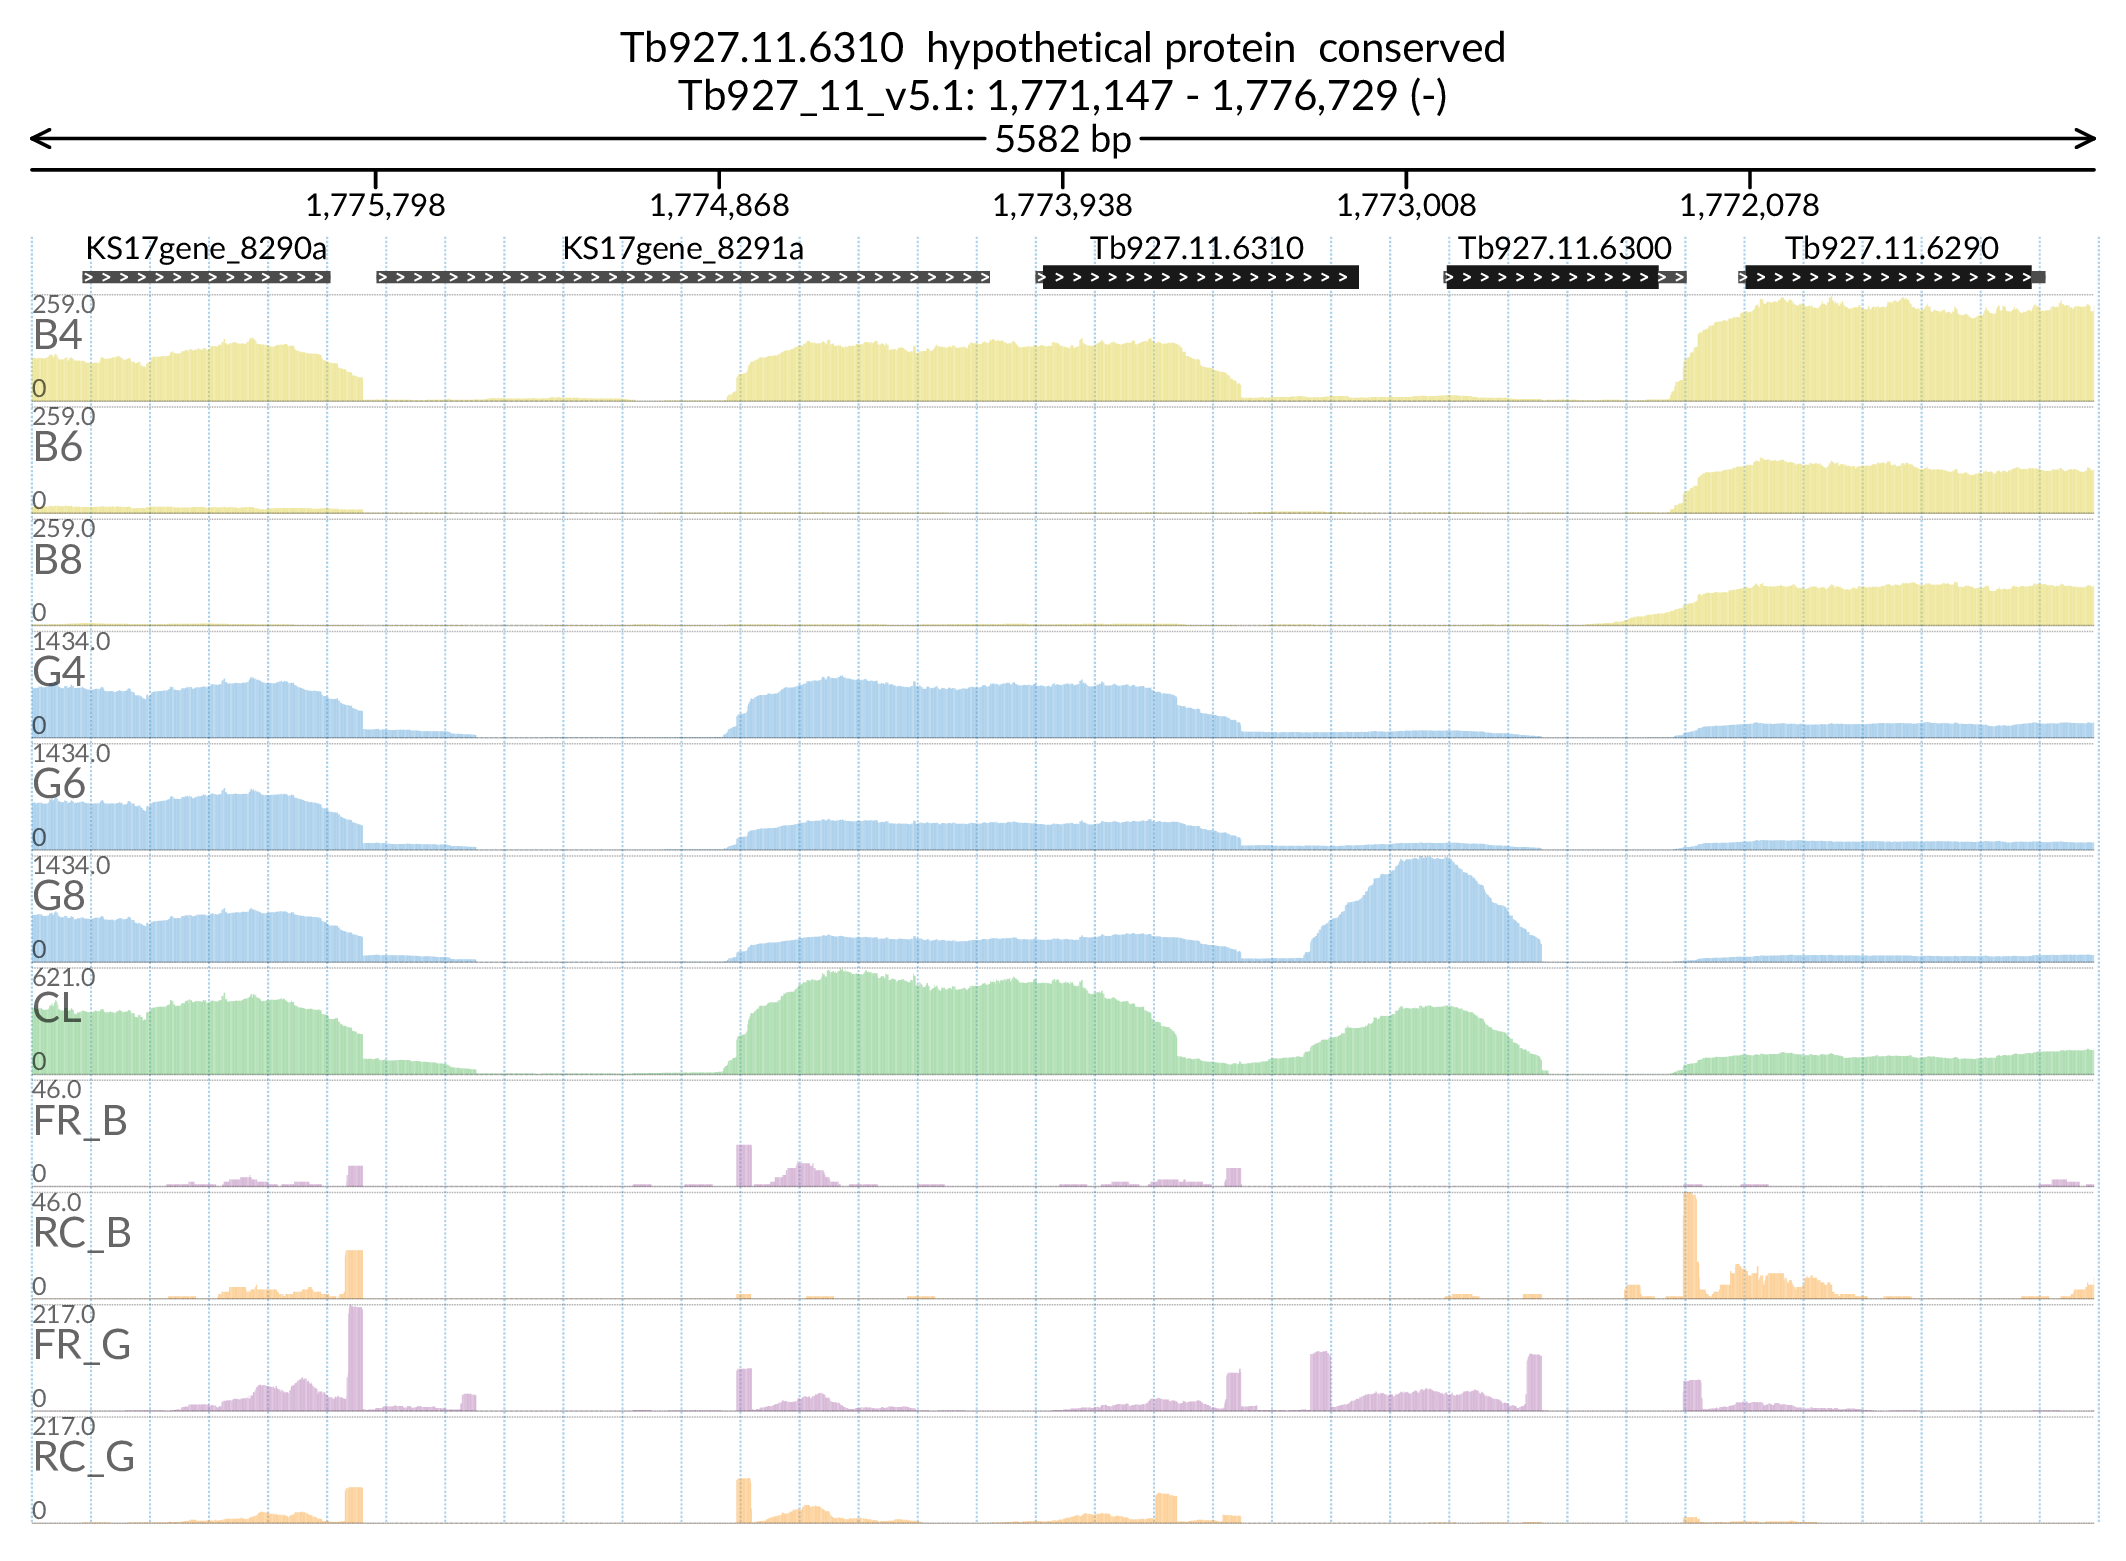 Tb927.11.6310  hypothetical protein  conserved
Tb927_11_v5.1: 1,771,147 - 1,776,729 (-)
5582 bp
1,775,798 1,774,868 1,773,938 1,773,008 1,772,078
KS17gene_8290a KS17gene_8291a Tb927.11.6310 Tb927.11.6300 Tb927.11.6290
259.0
B4
0
259.0
B6
0
259.0
B8
0
1434.0
G4
0
1434.0
G6
0
1434.0
G8
0
621.0
CL
0
46.0
FR_B
0
46.0
RC_B
0
217.0
FR_G
0
217.0
RC_G
0